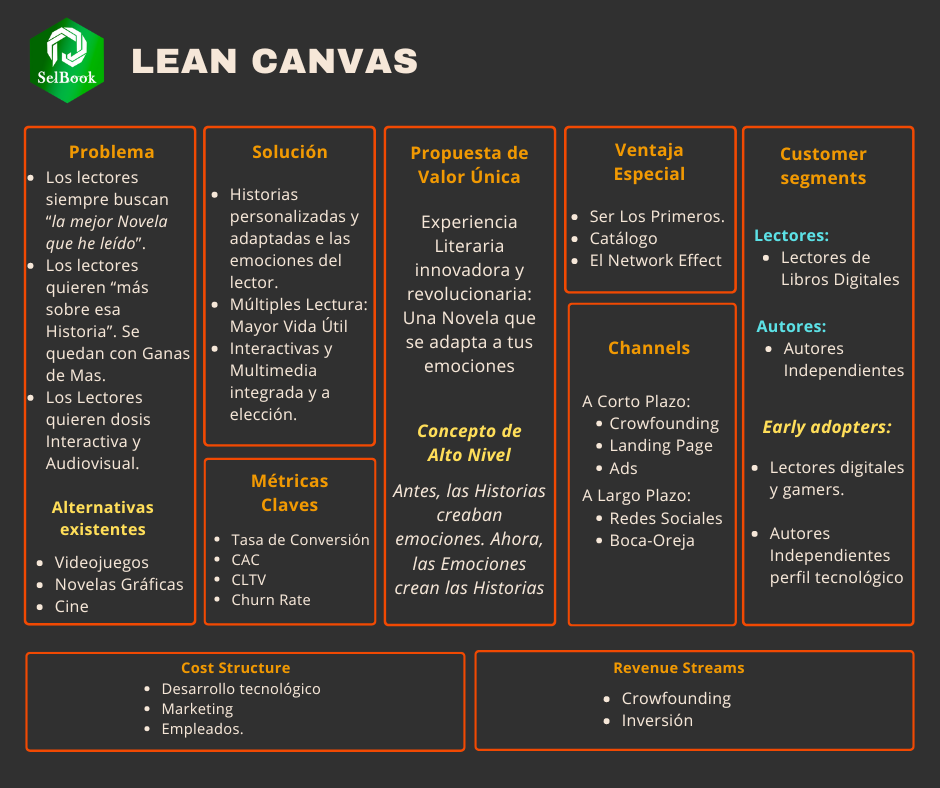 SelBook
LEAN CANVAS
Problema
Los lectores
siempre buscan
“la mejor Novela
que he leído”.
Los lectores
quieren “más
sobre esa
Historia”. Se
quedan con Ganas
de Mas.
Los Lectores
quieren dosis
Interactiva y
Audiovisual.
Alternativas
existentes
Videojuegos
Novelas Gráficas
Cine
Solución
Historias
personalizadas y
adaptadas e las
emociones del
lector.
Múltiples Lectura:
Mayor Vida Útil
Interactivas y
Multimedia
integrada y a
elección.
Métricas
Claves
Tasa de Conversión
CAC
CLTV
Churn Rate
Propuesta de
Valor Única
Experiencia
Literaria
innovadora y
revolucionaria:
Una Novela que
se adapta a tus
emociones
Concepto de
Alto Nivel
Antes, las Historias
creaban
emociones. Ahora,
las Emociones
crean las Historias
Ventaja
Especial
Ser Los Primeros.
Catálogo
El Network Effect
Channels
A Corto Plazo:
Crowfounding
Landing Page
Ads
A Largo Plazo:
Redes Sociales
Boca-Oreja
Customer
segments
Lectores:
Lectores de
Libros Digitales
Autores:
Autores
Independientes
Early adopters:
Lectores digitales
y gamers.
Autores
Independientes
perfil tecnológico
Cost Structure
Desarrollo tecnológico
Marketing
Empleados.
Revenue Streams
Crowfounding
Inversión